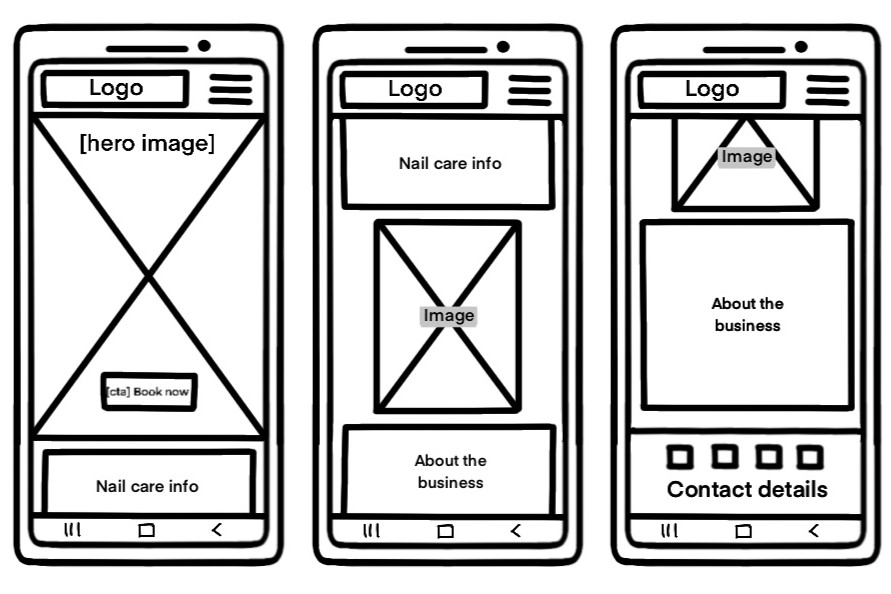 Logo
[hero image]
[cta] Book now
Nail care info
Logo
Nail care info
Image
About the
business
Logo
Image
About the
business
Contact details